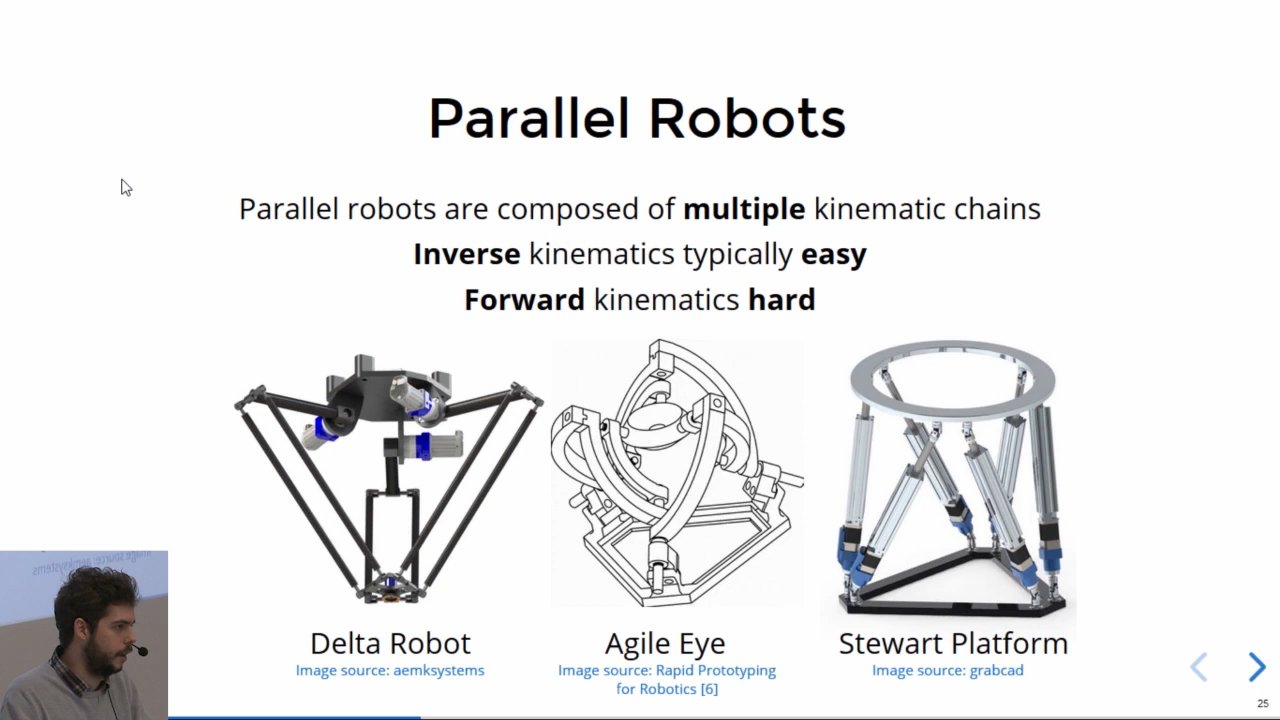 Parallel Robots
Parallel robots are composed of multiple kinematic chains
Inverse kinematics typically easy
Forward kinematics hard
Delta Robot
Image source: aemksystems
Agile Eye
Image source: Rapid Prototyping
for Robotics [6]
Stewart Platform
Image source: grabcad
25